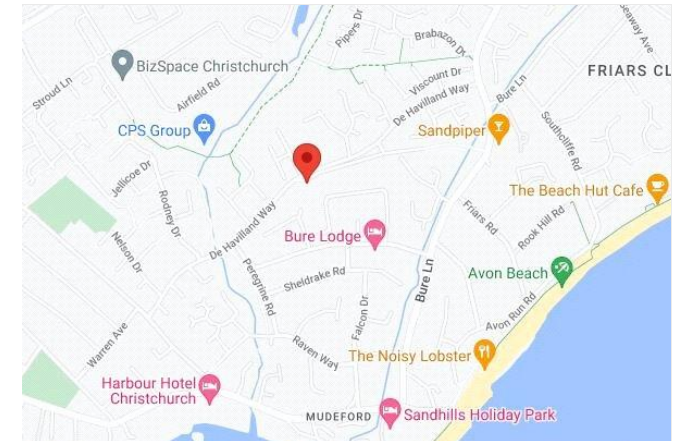 Pipers Dr
Brabazon Dr
Seaway Ave
BizSpace Christchurch
Viscount Dr
FRIARS CL
Stroud Ln
Airfield Rd
De Havilland Way
Bure Ln
CPS Group
Sandpiper
Southcliffe Rd
Jellicoe Dr
Rodney Dr
The Beach Hut Cafe
Friars Rd
Rook Hill Rd
De Havilland Way
Bure Lodge
Nelson Dr
Peregrine Rd
Sheldrake Rd
Bure Ln
Avon Beach
Falcon Dr
Avon Run Rd
Warren Ave
Raven Way
The Noisy Lobster
Harbour Hotel
Christchurch
MUDEFORD
Sandhills Holiday Park